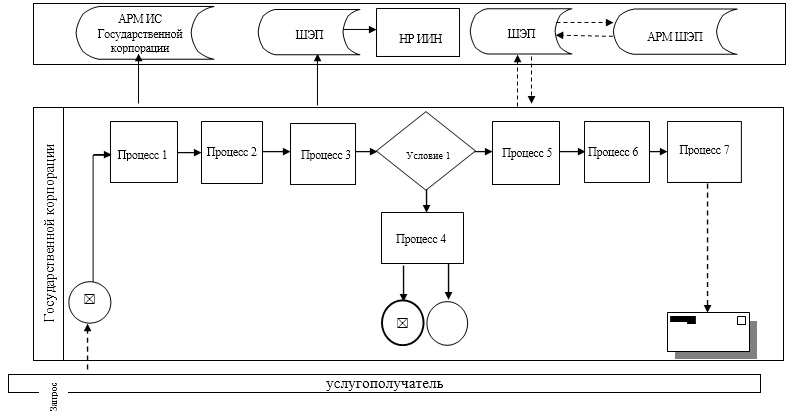 АРМ ИС
Государственной
корпорации
ШЭП
НР ИИН
ШЭП
АРМ ШЭП
Государственной корпорации
Процесс 1
Процесс 2
Процесс 3
Условие 1
Процесс 5
Процесс 6
Процесс 7
Процесс 4
услугополучатель
Запрос